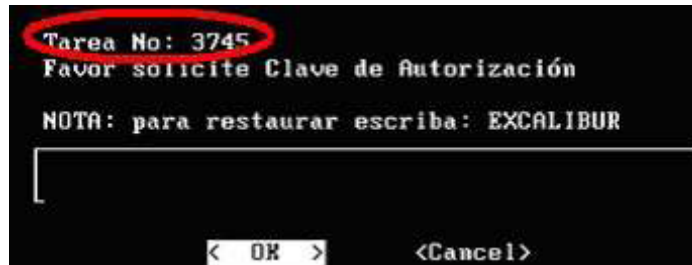 Tarea No: 3745
Favor solicite Clave de Autorización
NOTA: para restaurar escriba: EXCALIBUR
< OK > <Cancel>